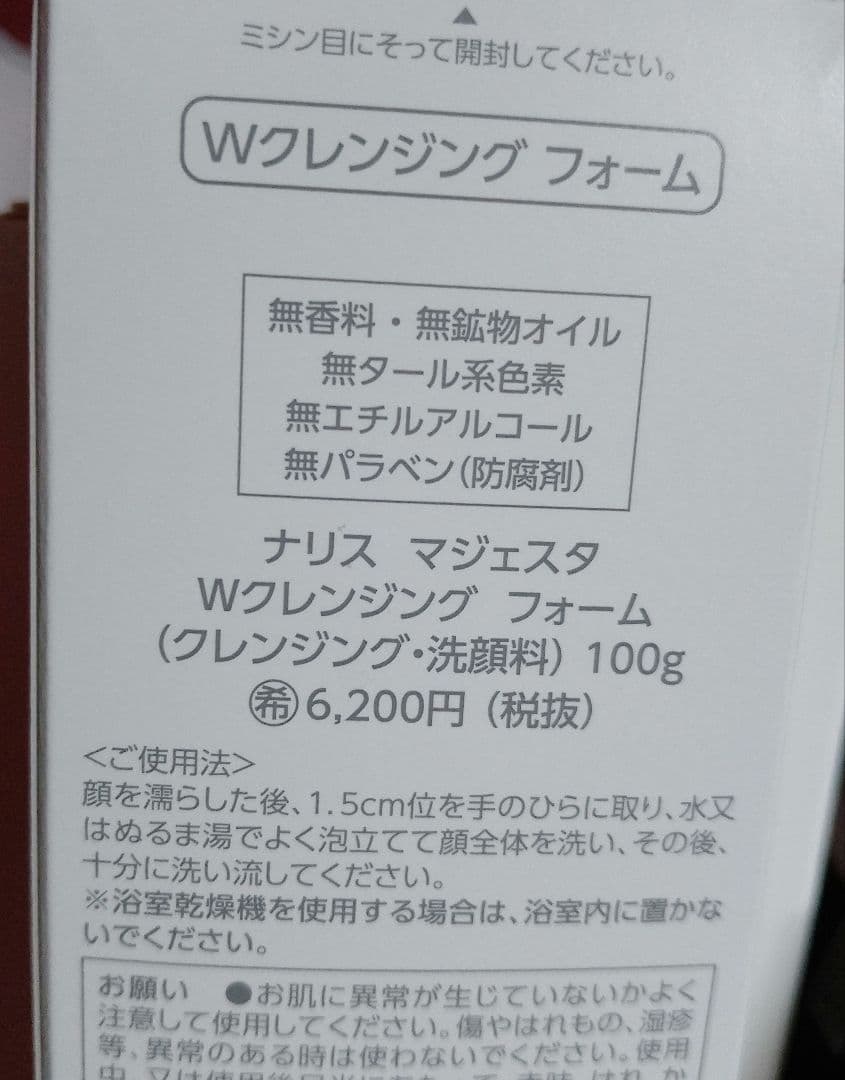 ▲
ミシン目にそって開封してください。
Wクレンジング フォーム
無香料・無鉱物オイル
無タール系色素
無エチルアルコール
無パラベン(防腐剤)
ナリス マジェスタ
Wクレンジング フォーム
(クレンジング・洗顔料) 100g
㊒6,200円 (税抜)
<ご使用法>
顔を濡らした後、1.5cm位を手のひらに取り、水又
はぬるま湯でよく泡立てて顔全体を洗い、その後、
十分に洗い流してください。
※浴室乾燥機を使用する場合は、浴室内に置かな
いでください。
お願い ●お肌に異常が生じていないかよく
注意して使用してください。傷やはれもの、湿疹
等、異常のある時は使わないでください。使用
中、又は使用後日光に